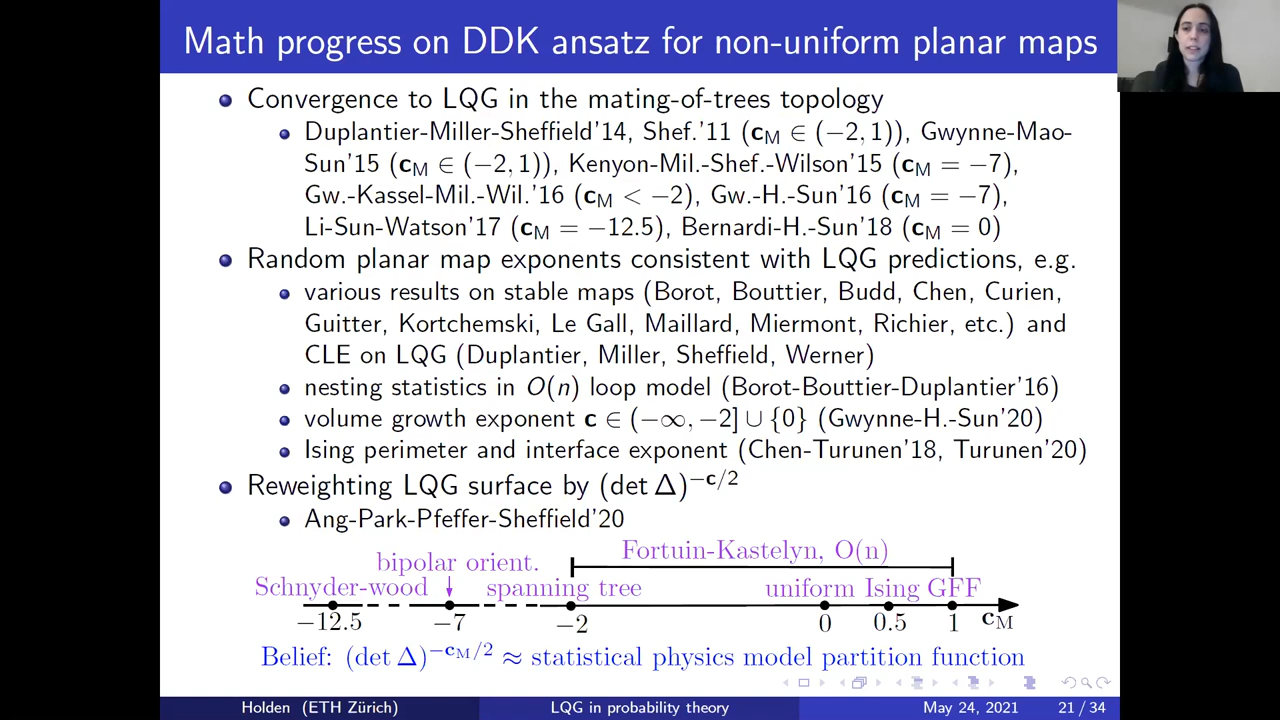 Math progress on DDK ansatz for non-uniform planar maps
Convergence to LQG in the mating-of-trees topology
Duplantier-Miller-Sheffield'14, Shef.'11 (c_M ∈ (−2, 1)), Gwynne-Mao-
Sun'15 (c_M ∈ (−2, 1)), Kenyon-Mil.-Shef.-Wilson'15 (c_M = −7),
Gw.-Kassel-Mil.-Wil.'16 (c_M < −2), Gw.-H.-Sun'16 (c_M = −7),
Li-Sun-Watson'17 (c_M = −12.5), Bernardi-H.-Sun'18 (c_M = 0)
Random planar map exponents consistent with LQG predictions, e.g.
various results on stable maps (Borot, Bouttier, Budd, Chen, Curien,
Guitter, Kortchemski, Le Gall, Maillard, Miermont, Richier, etc.) and
CLE on LQG (Duplantier, Miller, Sheffield, Werner)
nesting statistics in O(n) loop model (Borot-Bouttier-Duplantier'16)
volume growth exponent c ∈ (−∞, −2] ∪ {0} (Gwynne-H.-Sun'20)
Ising perimeter and interface exponent (Chen-Turunen'18, Turunen'20)
Reweighting LQG surface by (det Δ)^{−c/2}
Ang-Park-Pfeffer-Sheffield'20
Fortuin-Kastelyn, O(n)
bipolar orient.
Schnyder-wood spanning tree uniform Ising GFF
−12.5 −7 −2 0 0.5 1 c_M
Belief: (det Δ)^{−c_M/2} ≈ statistical physics model partition function
Holden (ETH Zürich) LQG in probability theory May 24, 2021 21 / 34